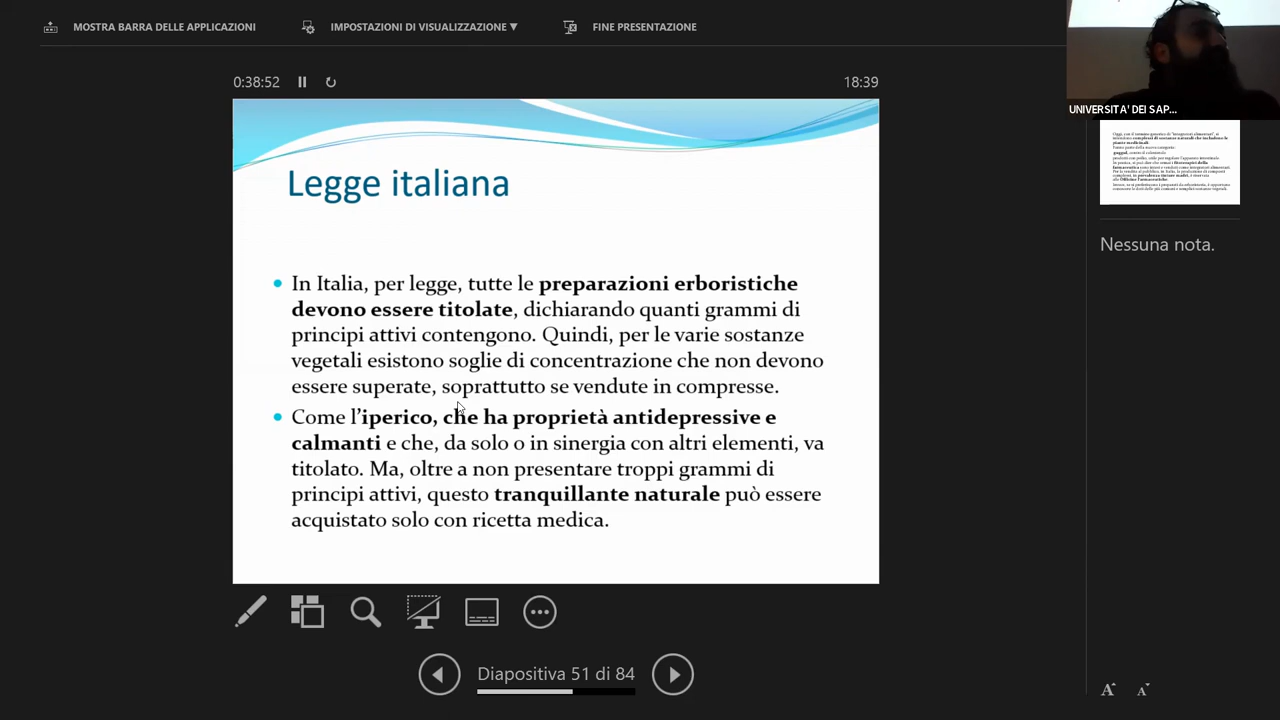 MOSTRA BARRA DELLE APPLICAZIONI
IMPOSTAZIONI DI VISUALIZZAZIONE ▼
FINE PRESENTAZIONE
0:38:52
18:39
UNIVERSITA' DEI SAP...
Legge italiana
• In Italia, per legge, tutte le preparazioni erboristiche
devono essere titolate, dichiarando quanti grammi di
principi attivi contengono. Quindi, per le varie sostanze
vegetali esistono soglie di concentrazione che non devono
essere superate, soprattutto se vendute in compresse.
• Come l'iperico, che ha proprietà antidepressive e
calmanti e che, da solo o in sinergia con altri elementi, va
titolato. Ma, oltre a non presentare troppi grammi di
principi attivi, questo tranquillante naturale può essere
acquistato solo con ricetta medica.
Nessuna nota.
Diapositiva 51 di 84
A A